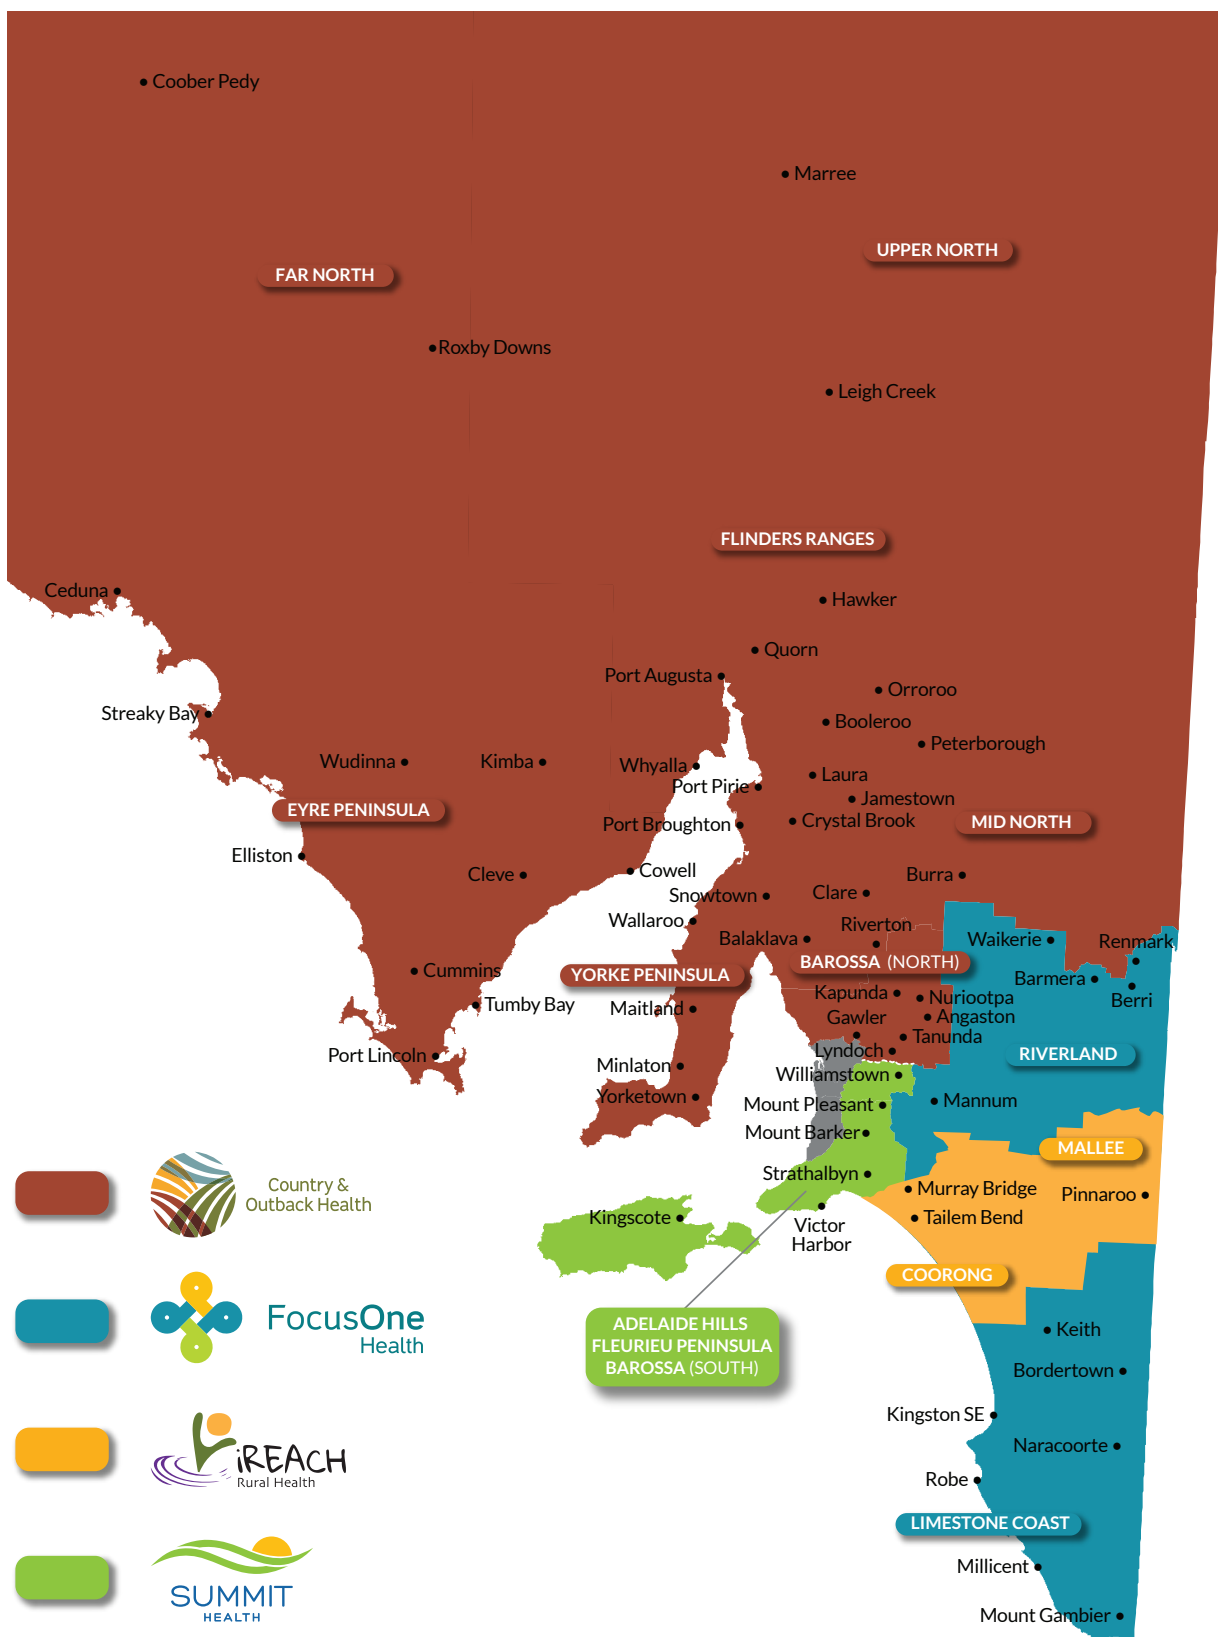 Coober Pedy
Marree
UPPER NORTH
FAR NORTH
Roxby Downs
Leigh Creek
FLINDERS RANGES
Ceduna
Hawker
Quorn
Port Augusta
Orroroo
Streaky Bay
Booleroo
Peterborough
Wudinna
Kimba
Whyalla
Laura
Port Pirie
Jamestown
EYRE PENINSULA
Crystal Brook
MID NORTH
Port Broughton
Elliston
Cowell
Cleve
Burra
Snowtown
Clare
Wallaroo
Riverton
Balaklava
Waikerie
Renmark
BAROSSA (NORTH)
Cummins
YORKE PENINSULA
Barmera
Kapunda
Nuriootpa
Berri
Tumby Bay
Maitland
Gawler
Angaston
Tanunda
Port Lincoln
Lyndoch
RIVERLAND
Minlaton
Williamstown
Yorketown
Mount Pleasant
Mannum
Mount Barker
MALLEE
Strathalbyn
Country &
Outback Health
Murray Bridge
Pinnaroo
Kingscote
Tailem Bend
Victor
Harbor
COORONG
FocusOne
Health
ADELAIDE HILLS
FLEURIEU PENINSULA
BAROSSA (SOUTH)
Keith
Bordertown
Kingston SE
Naracoorte
iREACH
Rural Health
Robe
LIMESTONE COAST
Millicent
SUMMIT
HEALTH
Mount Gambier